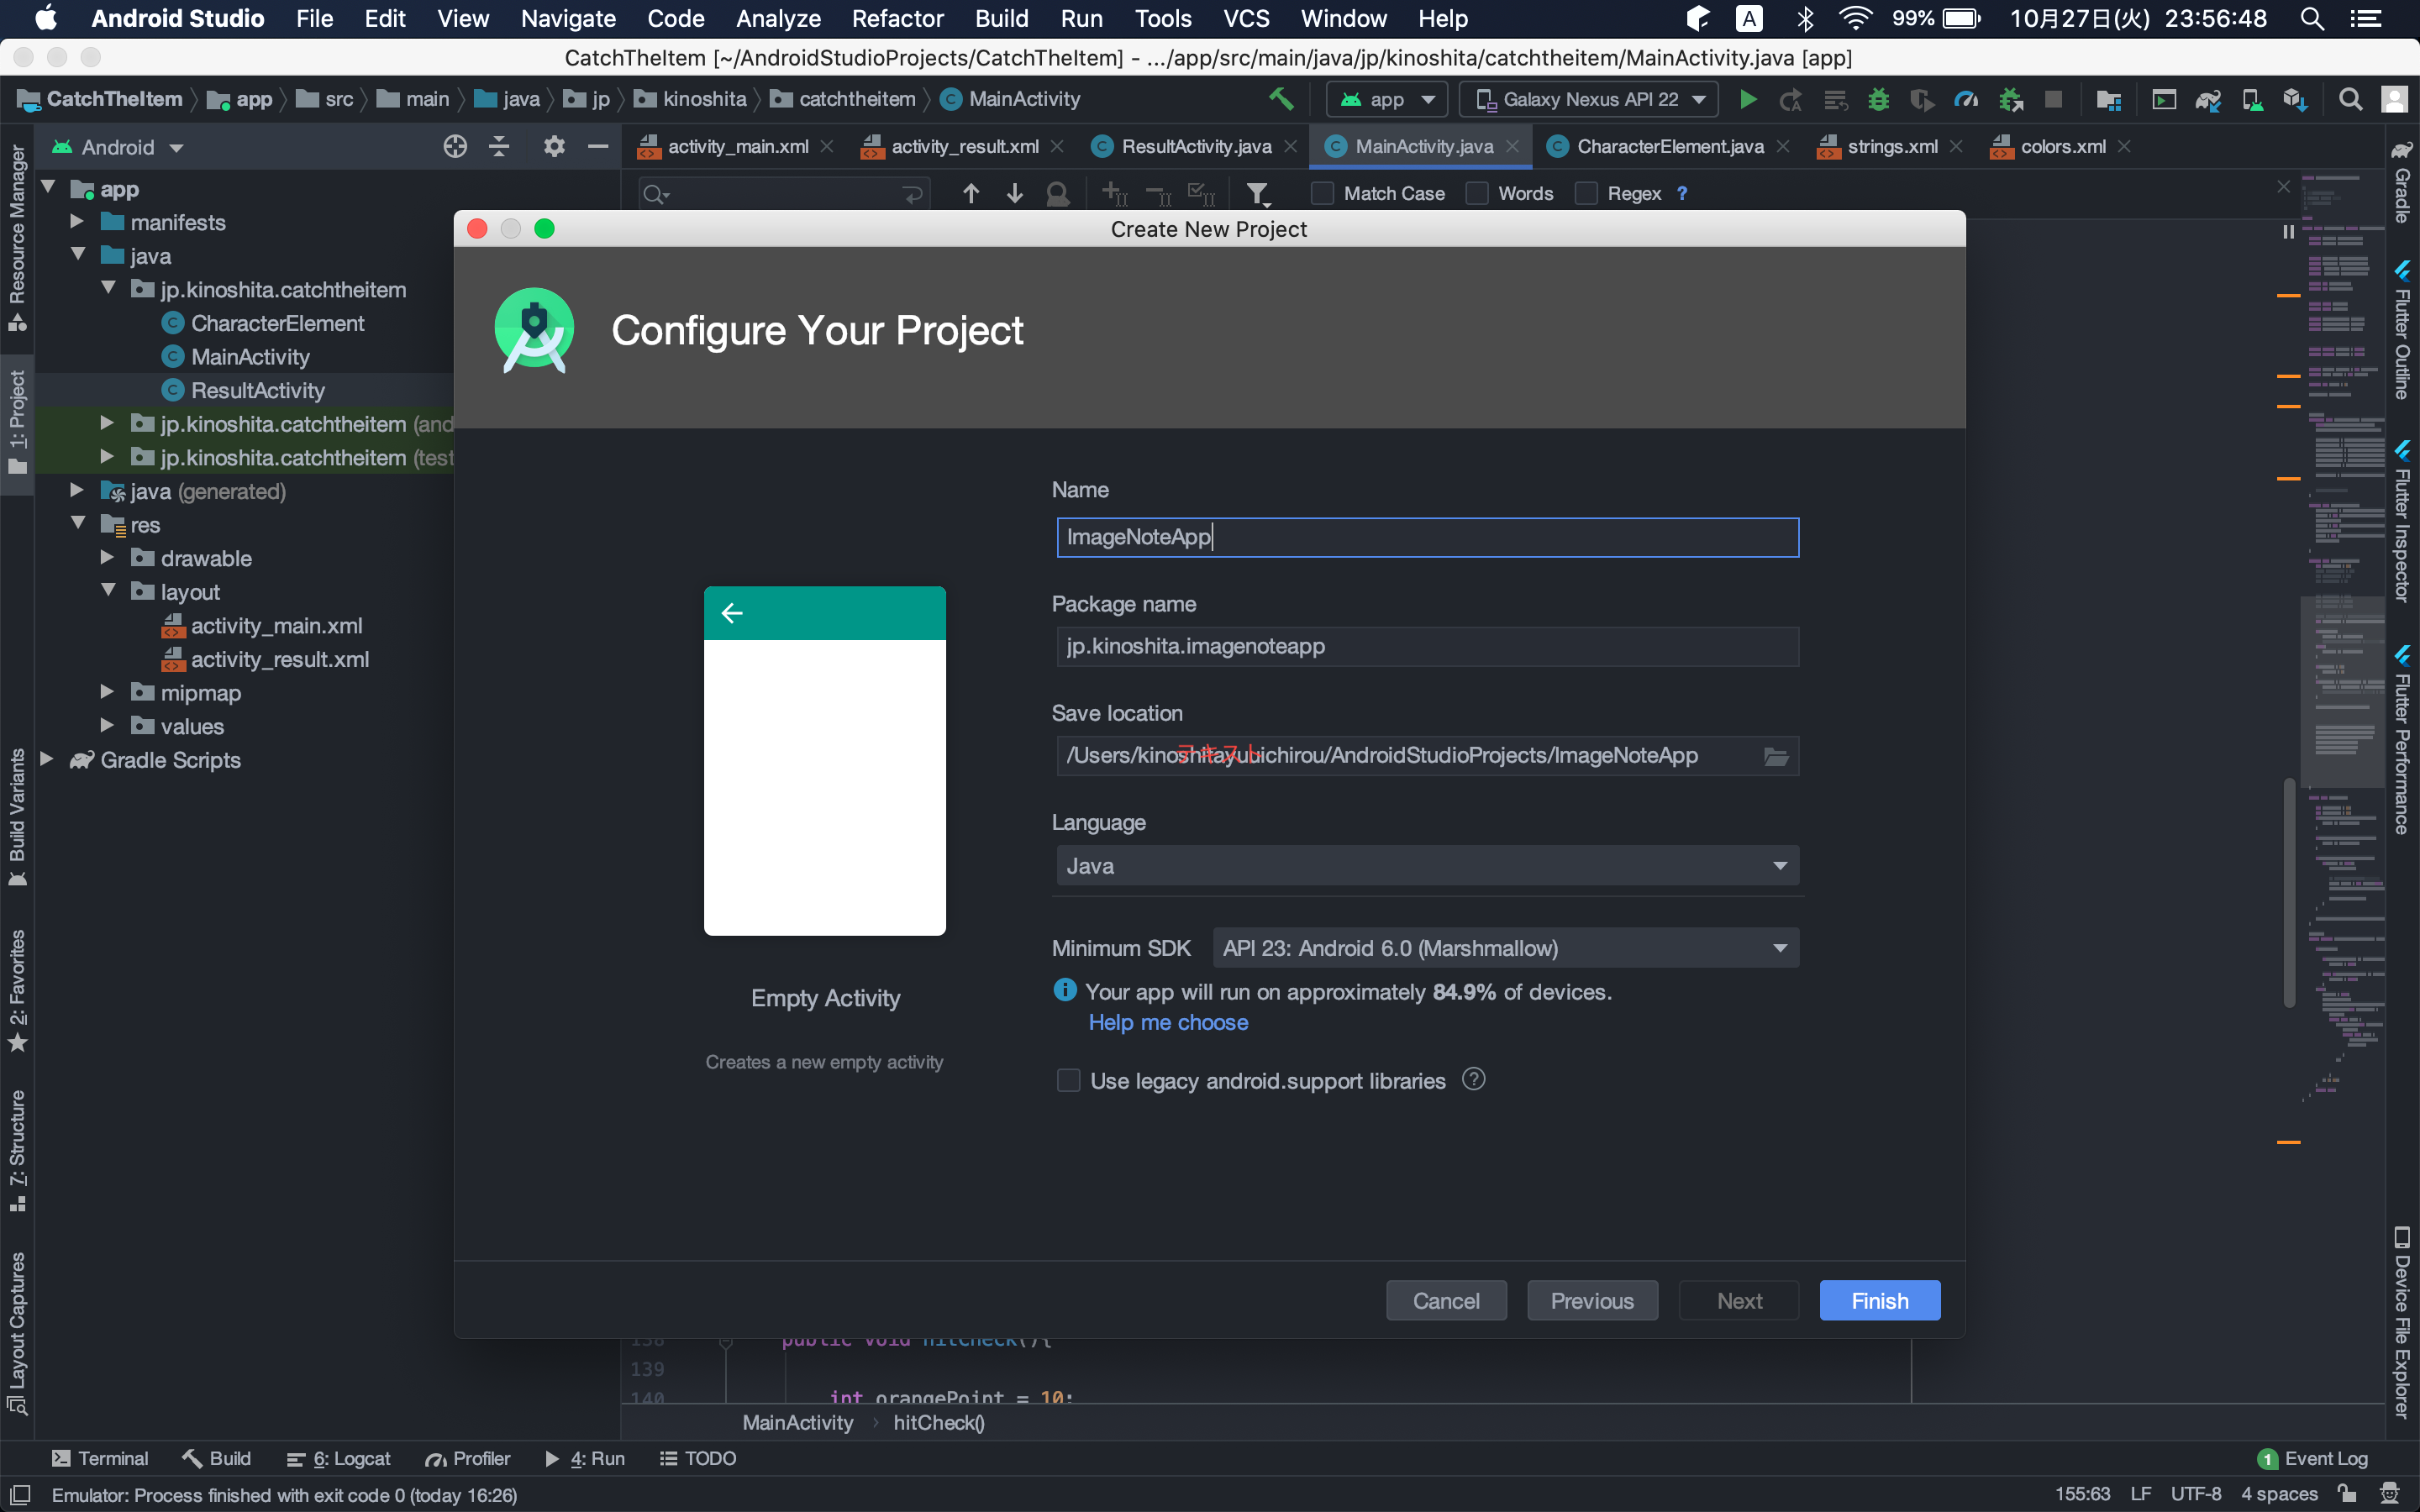 Android Studio File Edit View Navigate Code Analyze Refactor Build Run Tools VCS Window Help A 99% 10月27日(火) 23:56:48
CatchTheItem [~/AndroidStudioProjects/CatchTheItem] - .../app/src/main/java/jp/kinoshita/catchtheitem/MainActivity.java [app]
CatchTheItem app src main java jp kinoshita catchtheitem MainActivity app Galaxy Nexus API 22
Android activity_main.xml activity_result.xml ResultActivity.java MainActivity.java CharacterElement.java strings.xml colors.xml
Match Case Words Regex ?
Resource Manager
1: Project
Build Variants
2: Favorites
7: Structure
Layout Captures
app
manifests
java
jp.kinoshita.catchtheitem
CharacterElement
MainActivity
ResultActivity
jp.kinoshita.catchtheitem (and
jp.kinoshita.catchtheitem (test
java (generated)
res
drawable
layout
activity_main.xml
activity_result.xml
mipmap
values
Gradle Scripts
Create New Project
Configure Your Project
Name
ImageNoteApp
Package name
jp.kinoshita.imagenoteapp
Save location
/Users/kinoshitayubichirou/AndroidStudioProjects/ImageNoteApp
テキスト
Language
Java
Minimum SDK API 23: Android 6.0 (Marshmallow)
Your app will run on approximately 84.9% of devices.
Help me choose
Use legacy android.support libraries ?
Empty Activity
Creates a new empty activity
Cancel Previous Next Finish
138 public void hitCheck(){
139
140 int orangePoint = 10;
MainActivity hitCheck()
Gradle
Flutter Outline
Flutter Inspector
Flutter Performance
Device File Explorer
Terminal Build 6: Logcat Profiler 4: Run TODO 1 Event Log
Emulator: Process finished with exit code 0 (today 16:26) 155:63 LF UTF-8 4 spaces